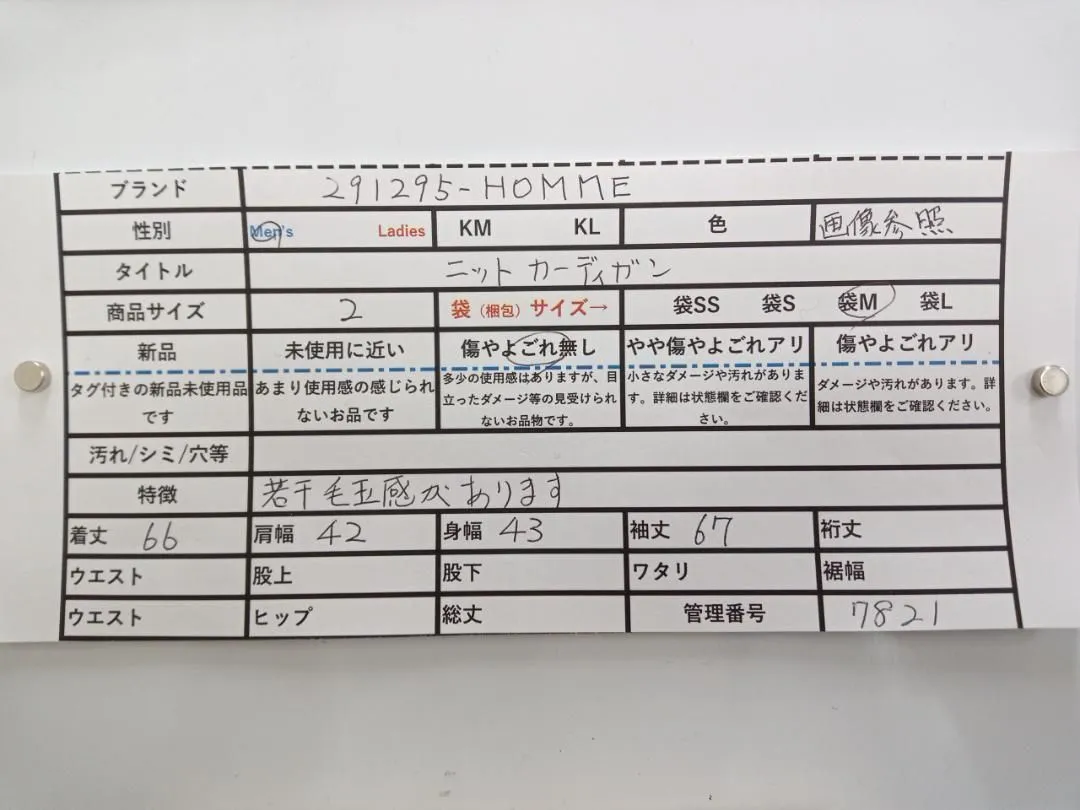 ブランド 291295-HOMME
性別 Men's Ladies KM KL 色 画像参照
タイトル ニットカーディガン
商品サイズ 2 袋（梱包）サイズ→ 袋SS 袋S 袋M 袋L
新品 未使用に近い 傷やよごれ無し やや傷やよごれアリ 傷やよごれアリ
タグ付きの新品未使用品
です
あまり使用感の感じられ
ないお品です
多少の使用感はありますが、目
立ったダメージ等の見受けられ
ないお品物です。
小さなダメージや汚れがありま
す。詳細は状態欄をご確認くだ
さい。
ダメージや汚れがあります。詳
細は状態欄をご確認ください。
汚れ/シミ/穴等
特徴 若干毛玉感があります
着丈 66 肩幅 42 身幅 43 袖丈 67 裄丈
ウエスト 股上 股下 ワタリ 裾幅
ウエスト ヒップ 総丈 管理番号 7821